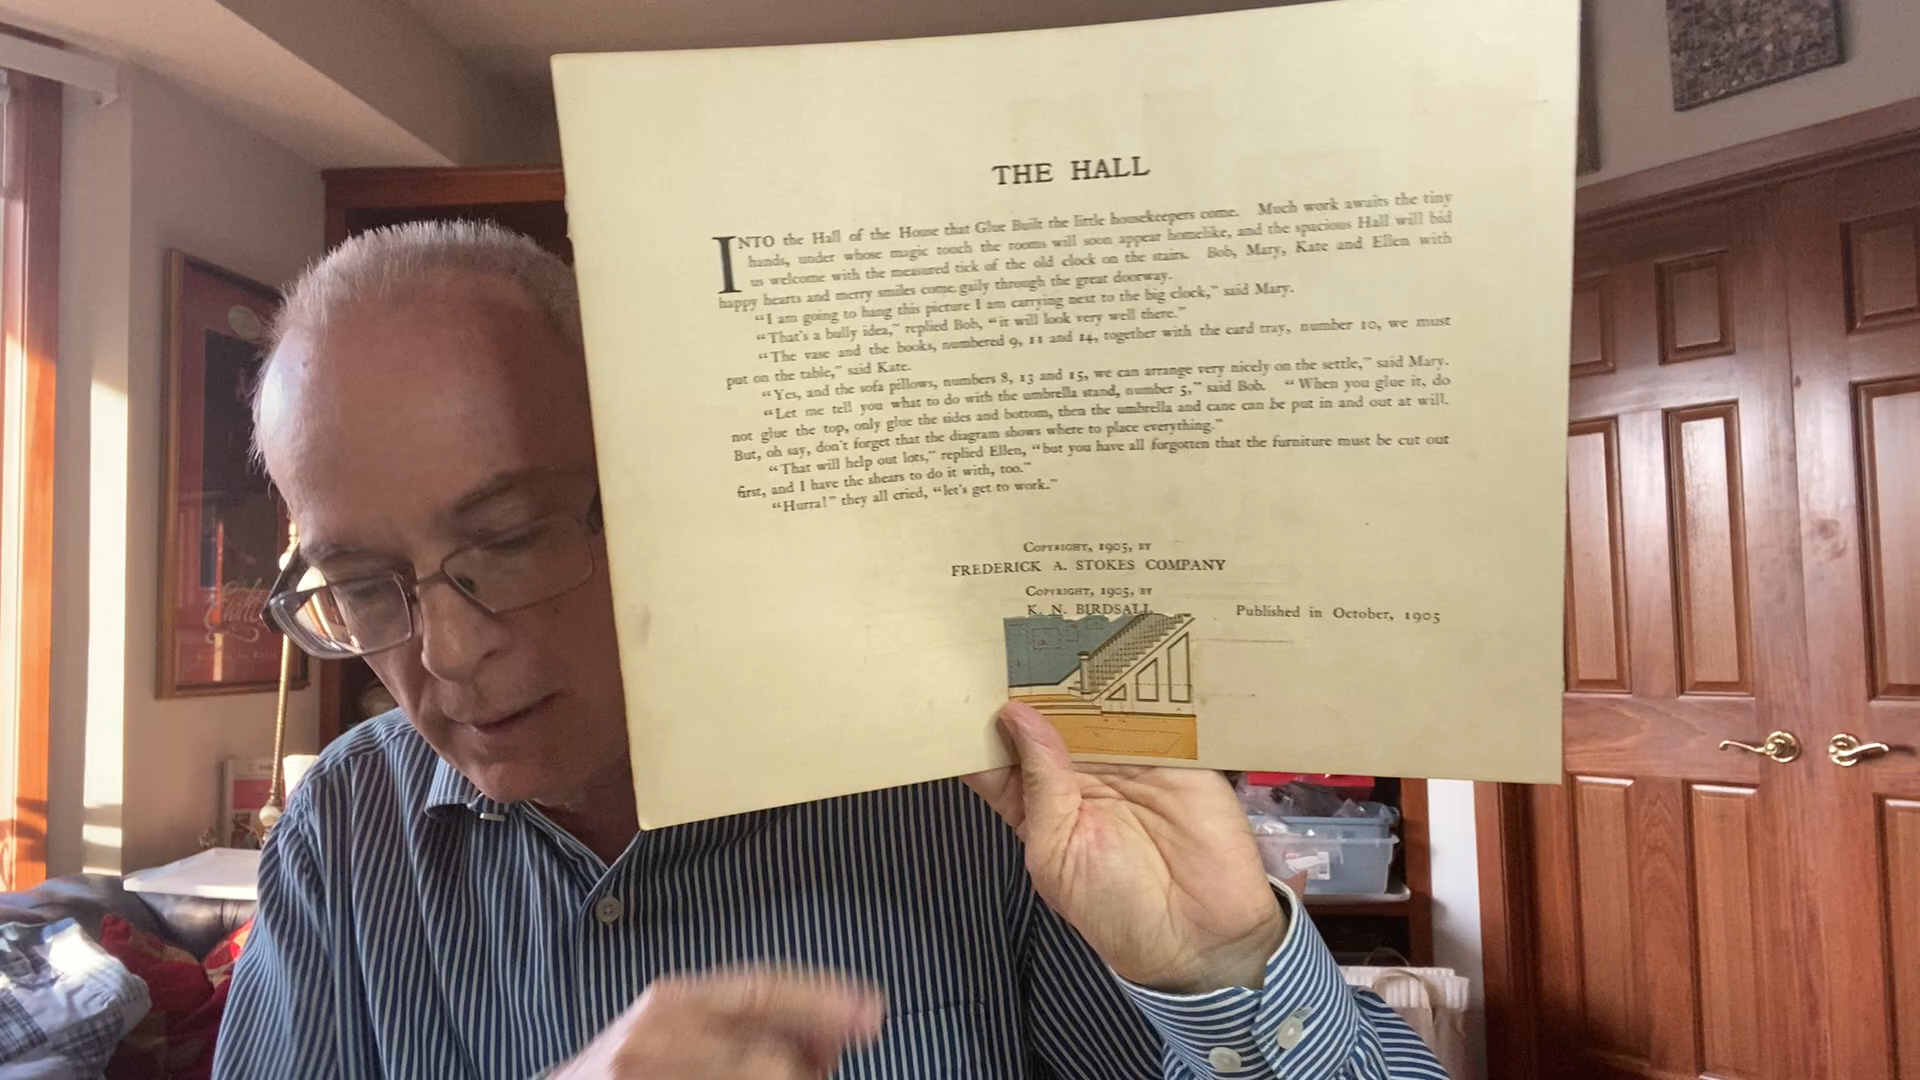 THE HALL
INTO the Hall of the House that Glue Built the little housekeepers come. Much work awaits the tiny
hands, under whose magic touch the rooms will soon appear homelike, and the spacious Hall will bid
us welcome with the measured tick of the old clock on the stairs. Bob, Mary, Kate and Ellen with
happy hearts and merry smiles come gaily through the great doorway.
“I am going to hang this picture I am carrying next to the big clock,” said Mary.
“That’s a bully idea,” replied Bob, “it will look very well there.”
“The vase and the books, numbered 9, 11 and 14, together with the card tray, number 10, we must
put on the table,” said Kate.
“Yes, and the sofa pillows, numbers 8, 13 and 15, we can arrange very nicely on the settle,” said Mary.
“Let me tell you what to do with the umbrella stand, number 5,” said Bob. “When you glue it, do
not glue the top, only glue the sides and bottom, then the umbrella and cane can be put in and out at will.
But, oh say, don’t forget that the diagram shows where to place everything.”
“That will help out lots,” replied Ellen, “but you have all forgotten that the furniture must be cut out
first, and I have the shears to do it with, too.”
“Hurra!” they all cried, “let’s get to work.”
COPYRIGHT, 1905, BY
FREDERICK A. STOKES COMPANY
COPYRIGHT, 1905, BY
K. N. BIRDSALL
Published in October, 1905